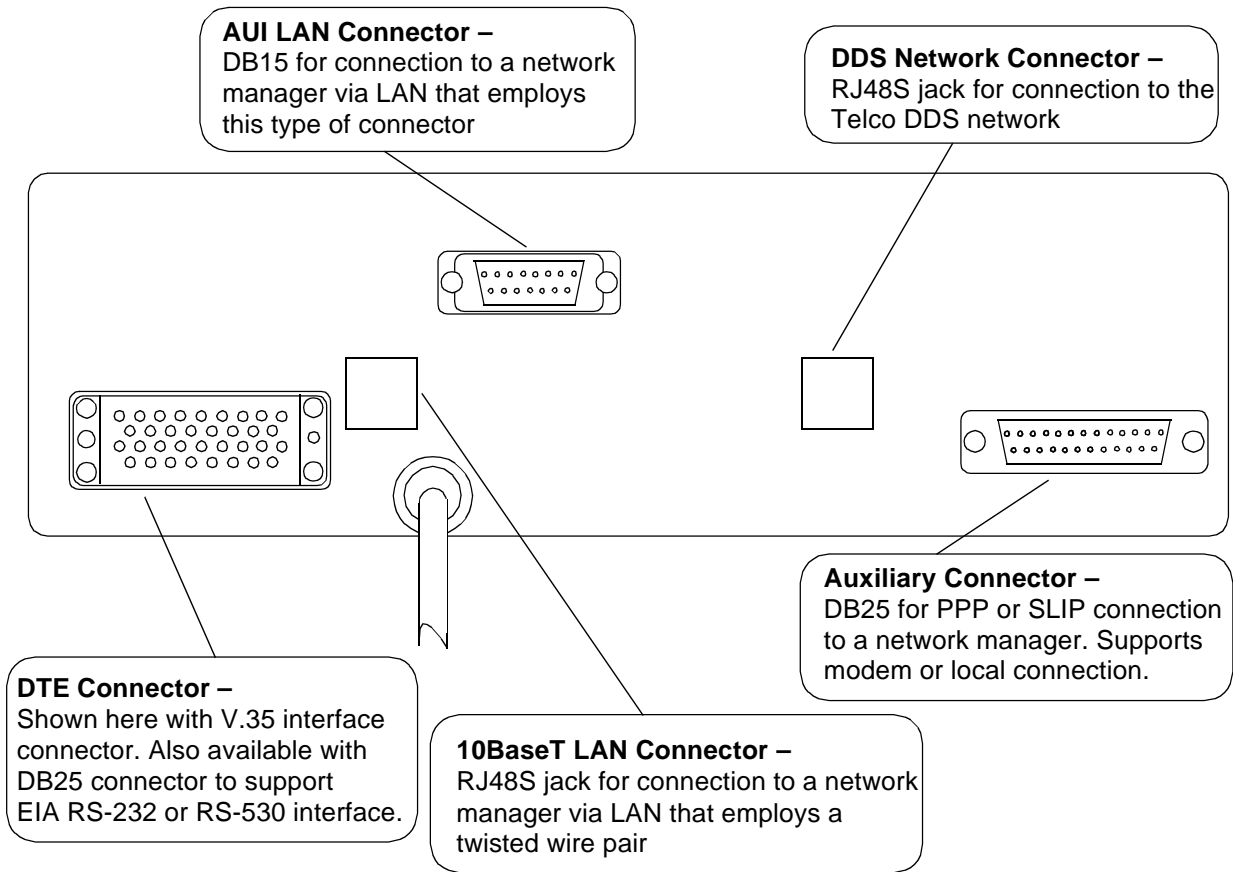 AUI LAN Connector –
DB15 for connection to a network
manager via LAN that employs
this type of connector
DDS Network Connector –
RJ48S jack for connection to the
Telco DDS network
Auxiliary Connector –
DB25 for PPP or SLIP connection
to a network manager. Supports
modem or local connection.
DTE Connector –
Shown here with V.35 interface
connector. Also available with
DB25 connector to support
EIA RS-232 or RS-530 interface.
10BaseT LAN Connector –
RJ48S jack for connection to a network
manager via LAN that employs a
twisted wire pair